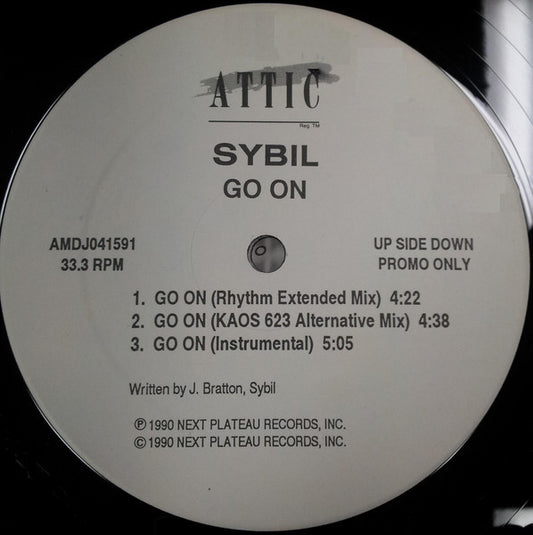 ATTIC
Reg TM
SYBIL
GO ON
AMDJ041591
33.3 RPM
UP SIDE DOWN
PROMO ONLY
1. GO ON (Rhythm Extended Mix) 4:22
2. GO ON (KAOS 623 Alternative Mix) 4:38
3. GO ON (Instrumental) 5:05
Written by J. Bratton, Sybil
℗ 1990 NEXT PLATEAU RECORDS, INC.
© 1990 NEXT PLATEAU RECORDS, INC.